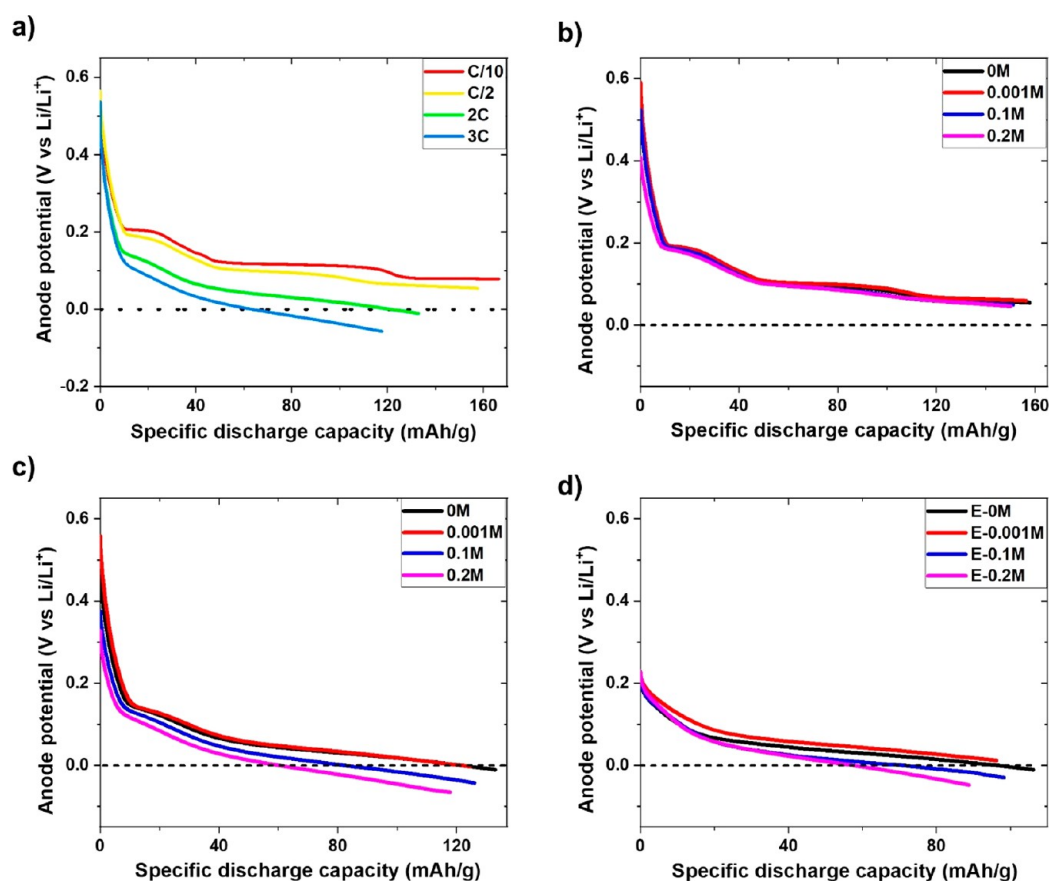 a)
Anode potential (V vs Li/Li⁺)
0.6
0.4
0.2
0.0
-0.2
C/10
C/2
2C
3C
0
40
80
120
160
Specific discharge capacity (mAh/g)
b)
Anode potential (V vs Li/Li⁺)
0.6
0.4
0.2
0.0
0M
0.001M
0.1M
0.2M
0
40
80
120
160
Specific discharge capacity (mAh/g)
c)
Anode potential (V vs Li/Li⁺)
0.6
0.4
0.2
0.0
0M
0.001M
0.1M
0.2M
0
40
80
120
Specific discharge capacity (mAh/g)
d)
Anode potential (V vs Li/Li⁺)
0.6
0.4
0.2
0.0
E-0M
E-0.001M
E-0.1M
E-0.2M
0
40
80
Specific discharge capacity (mAh/g)